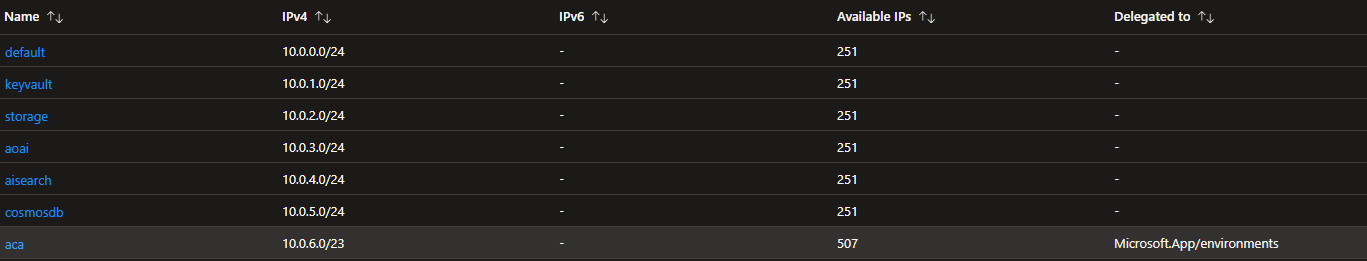 Name ↑↓ IPv4 ↑↓ IPv6 ↑↓ Available IPs ↑↓ Delegated to ↑↓
default 10.0.0.0/24 - 251 -
keyvault 10.0.1.0/24 - 251 -
storage 10.0.2.0/24 - 251 -
aoai 10.0.3.0/24 - 251 -
aisearch 10.0.4.0/24 - 251 -
cosmosdb 10.0.5.0/24 - 251 -
aca 10.0.6.0/23 - 507 Microsoft.App/environments